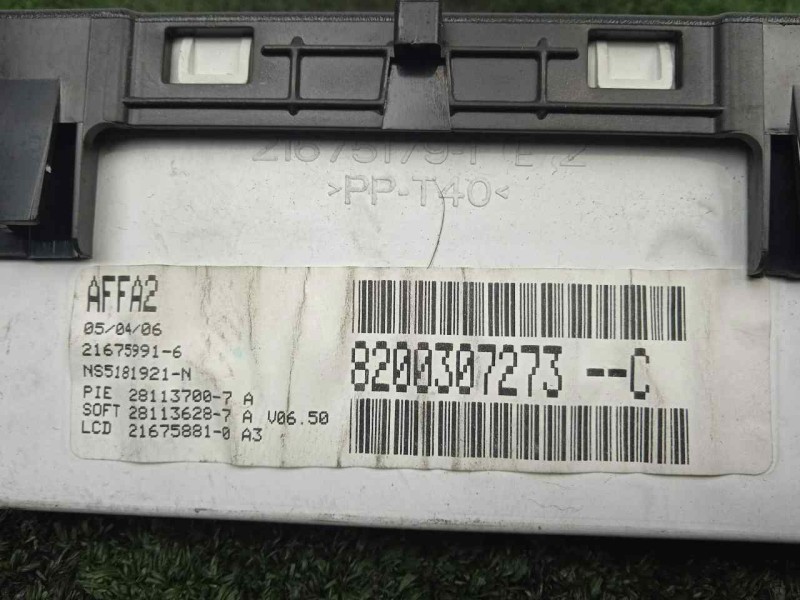 21675179-1 E 2
>PP-T40<
AFFA2
05/04/06
21675991-6
NS5181921-N
PIE 28113700-7 A
SOFT 28113628-7 A V06.50
LCD 21675881-0 A3
8200307273 --C